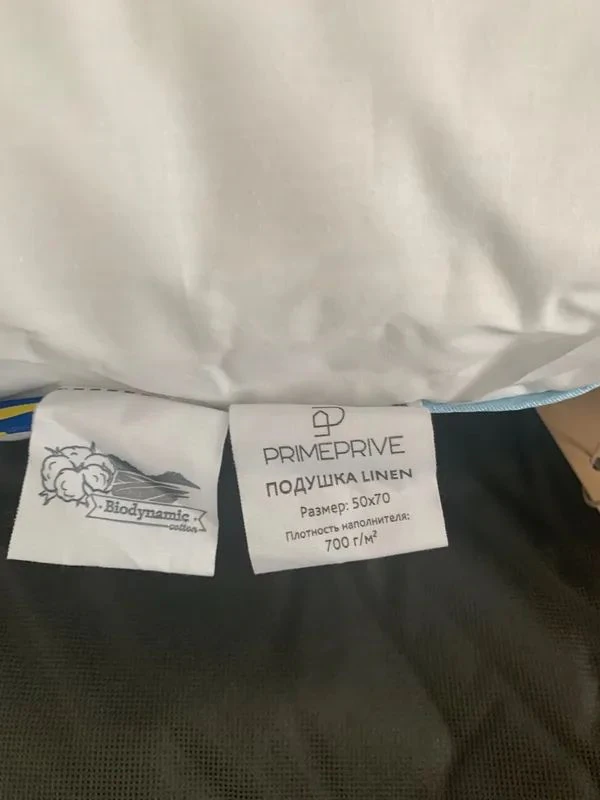 Biodynamic
cotton
PRIMEPRIVE
ПОДУШКА LINEN
Размер: 50x70
Плотность наполнителя:
700 г/м²